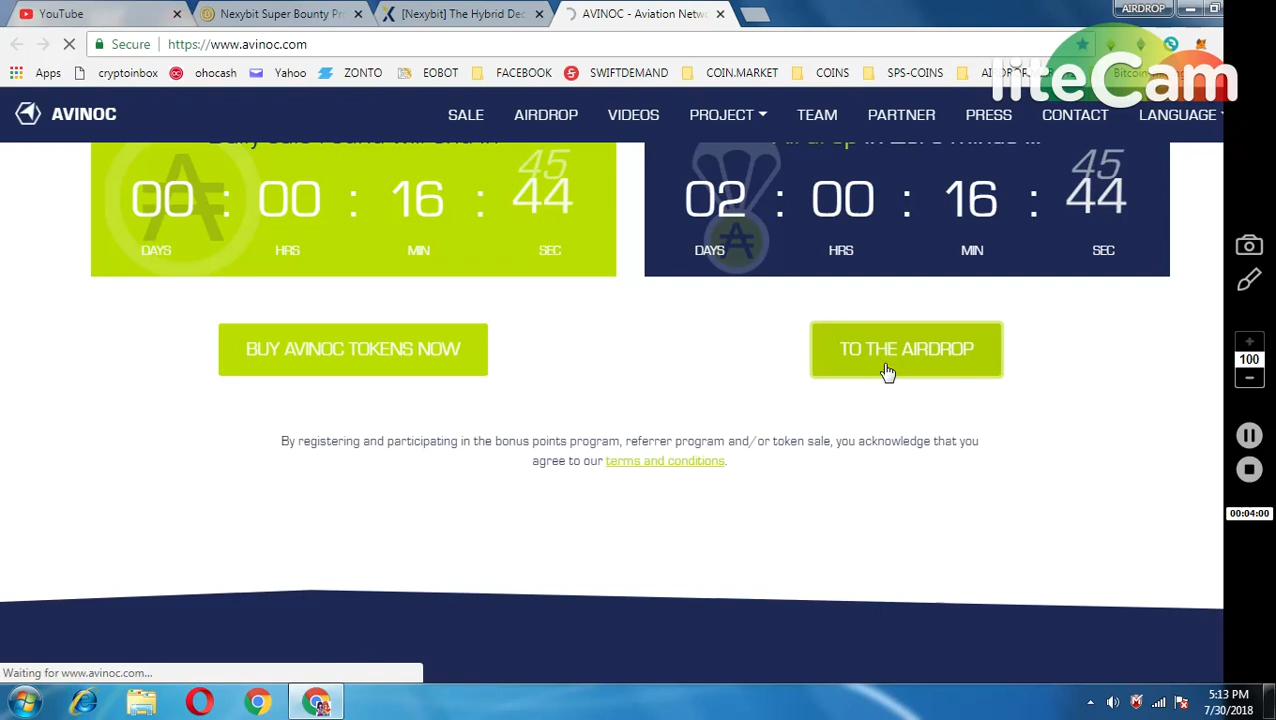 YouTube
Nexybit Super Bounty Pr
[Nexybit] The Hybrid Dec
AVINOC - Aviation Netw
AIRDROP
Secure
https://www.avinoc.com
Apps
cryptoinbox
ohocash
Yahoo
ZONTO
EOBOT
FACEBOOK
SWIFTDEMAND
COIN.MARKET
COINS
SPS-COINS
liteCam
AVINOC
SALE
AIRDROP
VIDEOS
PROJECT
TEAM
PARTNER
PRESS
CONTACT
LANGUAGE
00 : 00 : 16 : 44
45
DAYS HRS MIN SEC
02 : 00 : 16 : 44
45
DAYS HRS MIN SEC
BUY AVINOC TOKENS NOW
TO THE AIRDROP
By registering and participating in the bonus points program, referrer program and/or token sale, you acknowledge that you
agree to our terms and conditions.
100
00:04:00
Waiting for www.avinoc.com...
5:13 PM
7/30/2018